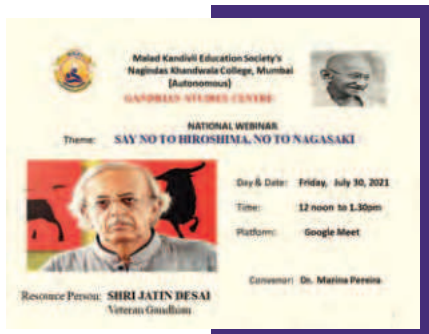 Malad Kandivli Education Society's
Nagindas Khandwala College, Mumbai
(Autonomous)
GANDHIAN STUDIES CENTRE
NATIONAL WEBINAR
Theme: SAY NO TO HIROSHIMA, NO TO NAGASAKI
Day & Date: Friday, July 30, 2021
Time: 12 noon to 1.30pm
Platform: Google Meet
Convenor: Dr. Marina Pereira
Resource Person: SHRI JATIN DESAI
Veteran Gandhian